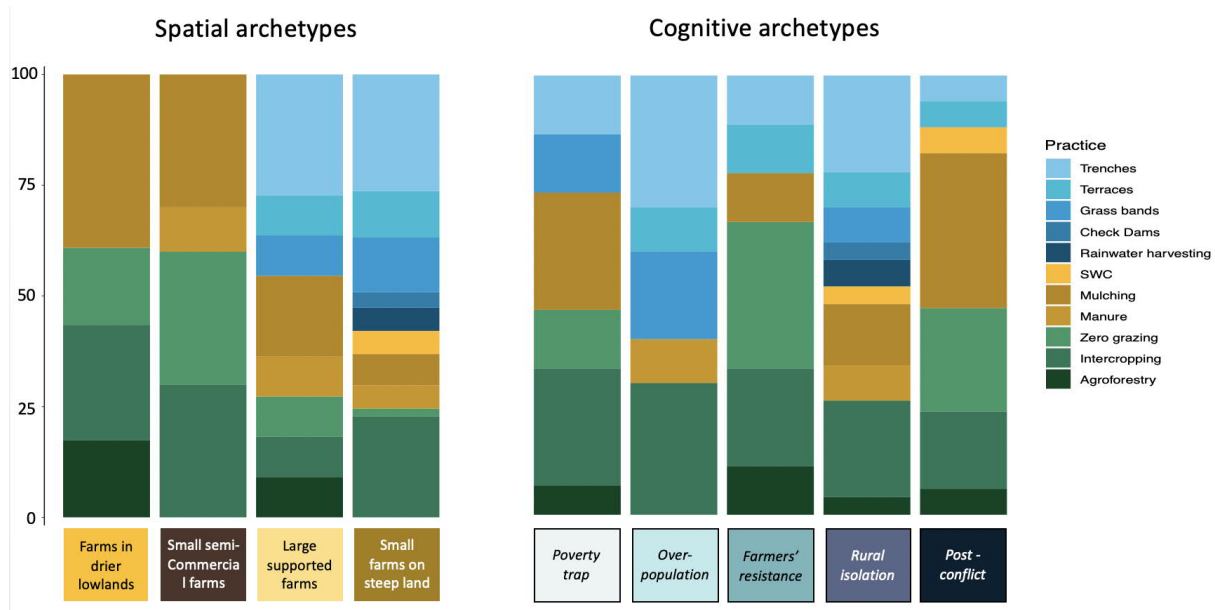 Spatial archetypes
Cognitive archetypes
100
75
50
25
0
Farms in
drier
lowlands
Small semi-
Commercia
l farms
Large
supported
farms
Small
farms on
steep land
Poverty
trap
Over-
population
Farmers'
resistance
Rural
isolation
Post -
conflict
Practice
Trenches
Terraces
Grass bands
Check Dams
Rainwater harvesting
SWC
Mulching
Manure
Zero grazing
Intercropping
Agroforestry